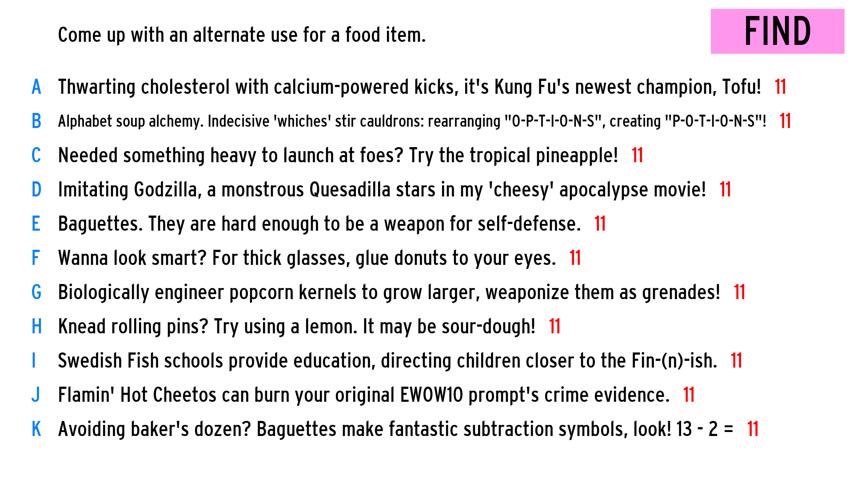 Come up with an alternate use for a food item.
FIND
A Thwarting cholesterol with calcium-powered kicks, it's Kung Fu's newest champion, Tofu! 11
B Alphabet soup alchemy. Indecisive 'whiches' stir cauldrons: rearranging "O-P-T-I-O-N-S", creating "P-O-T-I-O-N-S"! 11
C Needed something heavy to launch at foes? Try the tropical pineapple! 11
D Imitating Godzilla, a monstrous Quesadilla stars in my 'cheesy' apocalypse movie! 11
E Baguettes. They are hard enough to be a weapon for self-defense. 11
F Wanna look smart? For thick glasses, glue donuts to your eyes. 11
G Biologically engineer popcorn kernels to grow larger, weaponize them as grenades! 11
H Knead rolling pins? Try using a lemon. It may be sour-dough! 11
I Swedish Fish schools provide education, directing children closer to the Fin-(n)-ish. 11
J Flamin' Hot Cheetos can burn your original EWOW10 prompt's crime evidence. 11
K Avoiding baker's dozen? Baguettes make fantastic subtraction symbols, look! 13 - 2 = 11